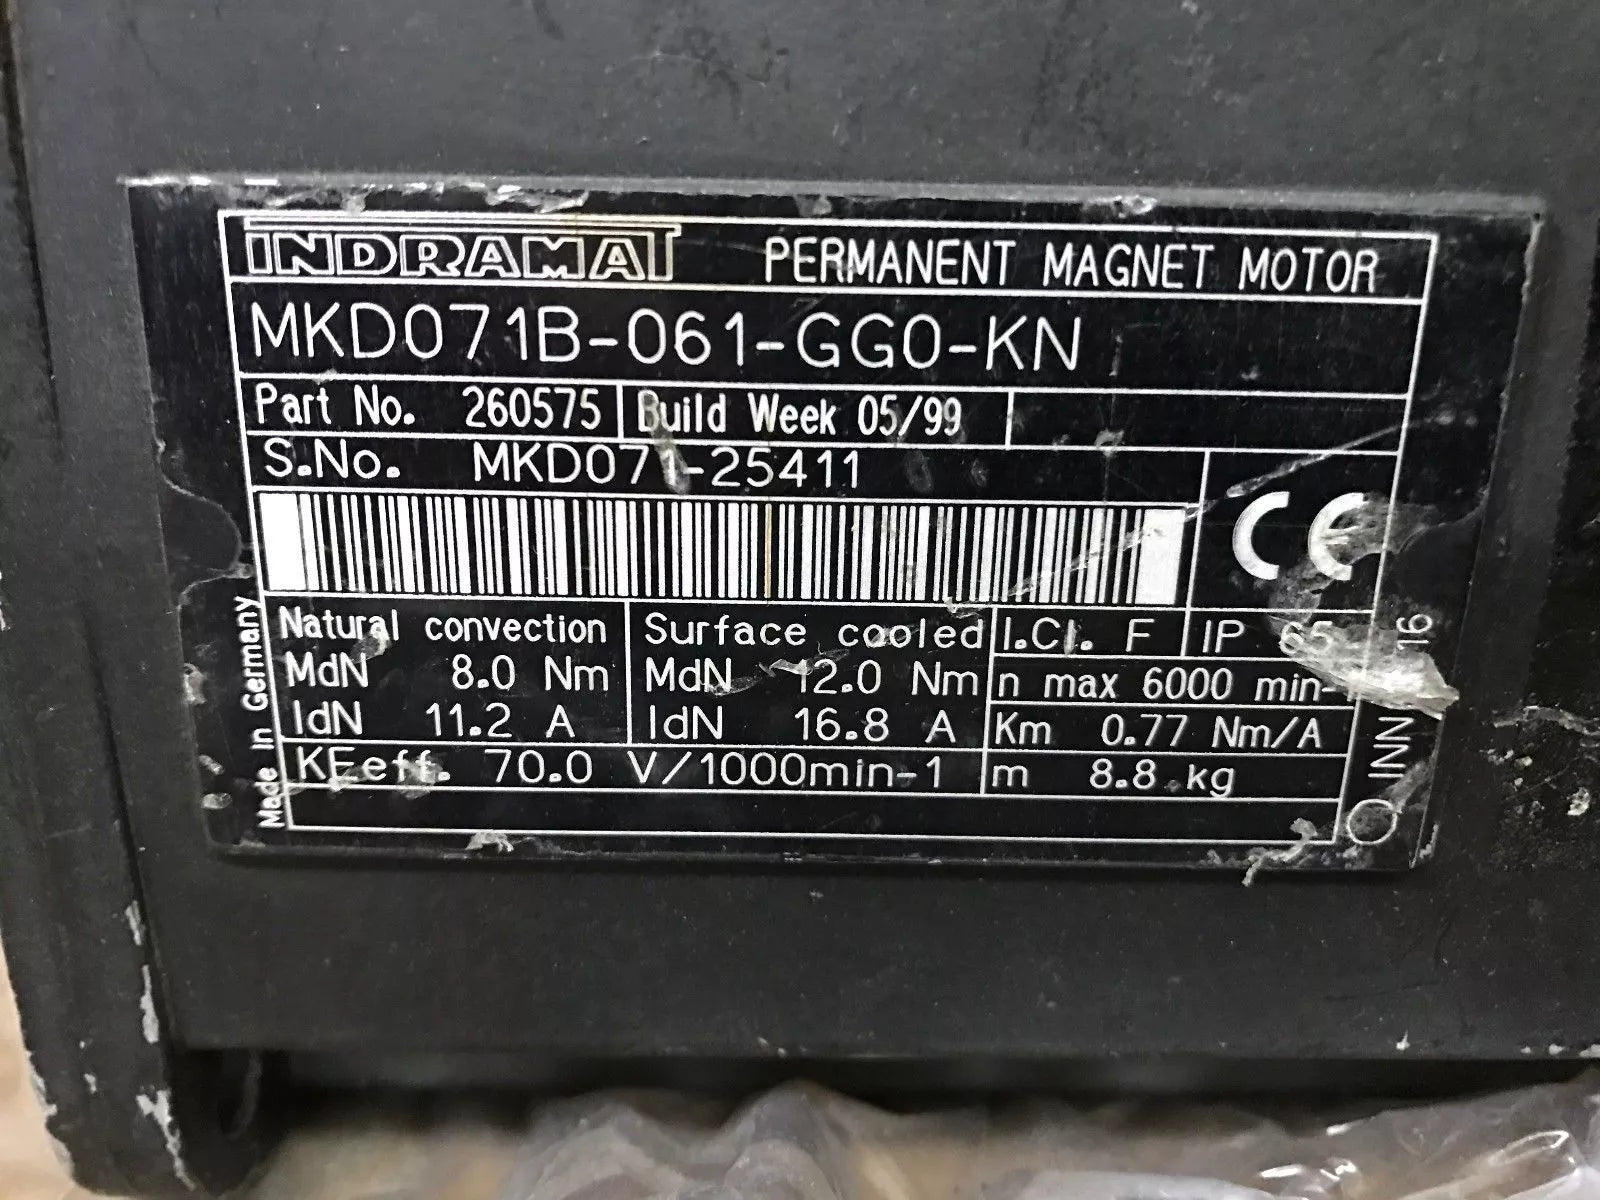 INDRAMAT PERMANENT MAGNET MOTOR
MKD071B-061-GG0-KN
Part No. 260575 Build Week 05/99
S.No. MKD071-25411
CE
Natural convection Surface cooled I.Cl. F IP 65
MdN 8.0 Nm MdN 12.0 Nm n max 6000 min-
IdN 11.2 A IdN 16.8 A Km 0.77 Nm/A
KEeff. 70.0 V/1000min-1 m 8.8 kg
Made in Germany
INN 16